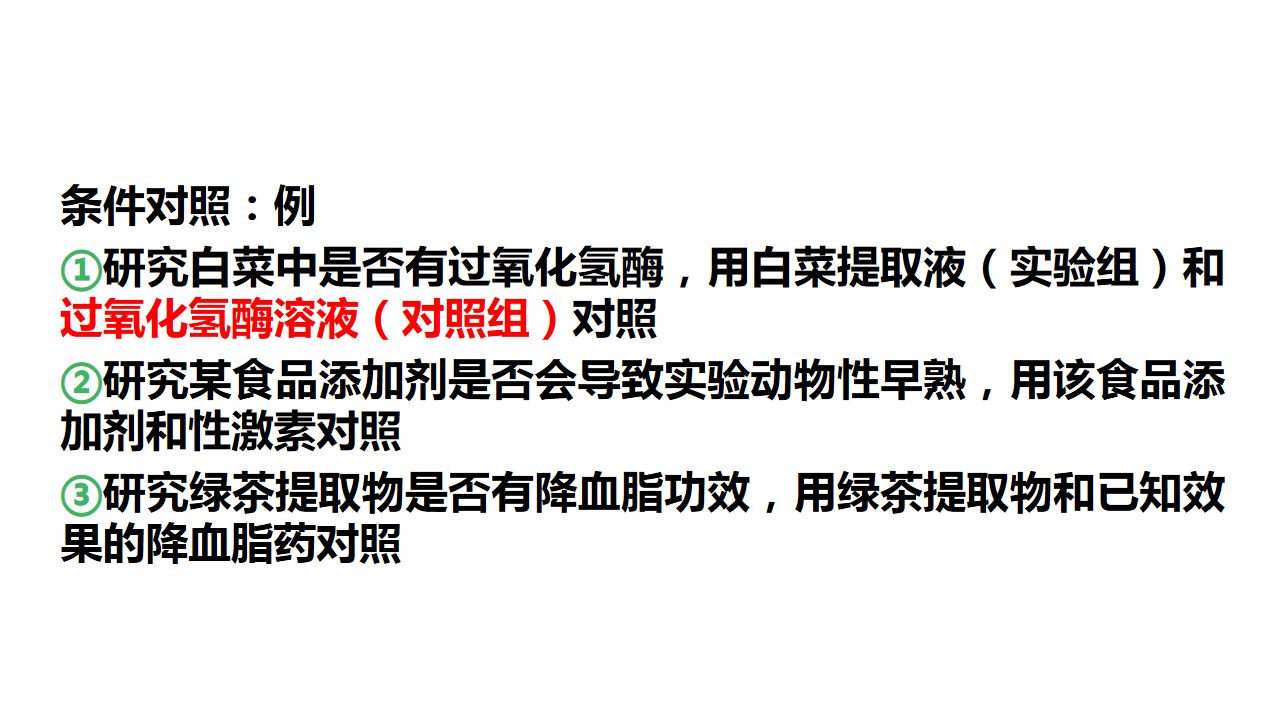 条件对照：例
①研究白菜中是否有过氧化氢酶，用白菜提取液（实验组）和
过氧化氢酶溶液（对照组）对照
②研究某食品添加剂是否会导致实验动物性早熟，用该食品添
加剂和性激素对照
③研究绿茶提取物是否有降血脂功效，用绿茶提取物和已知效
果的降血脂药对照